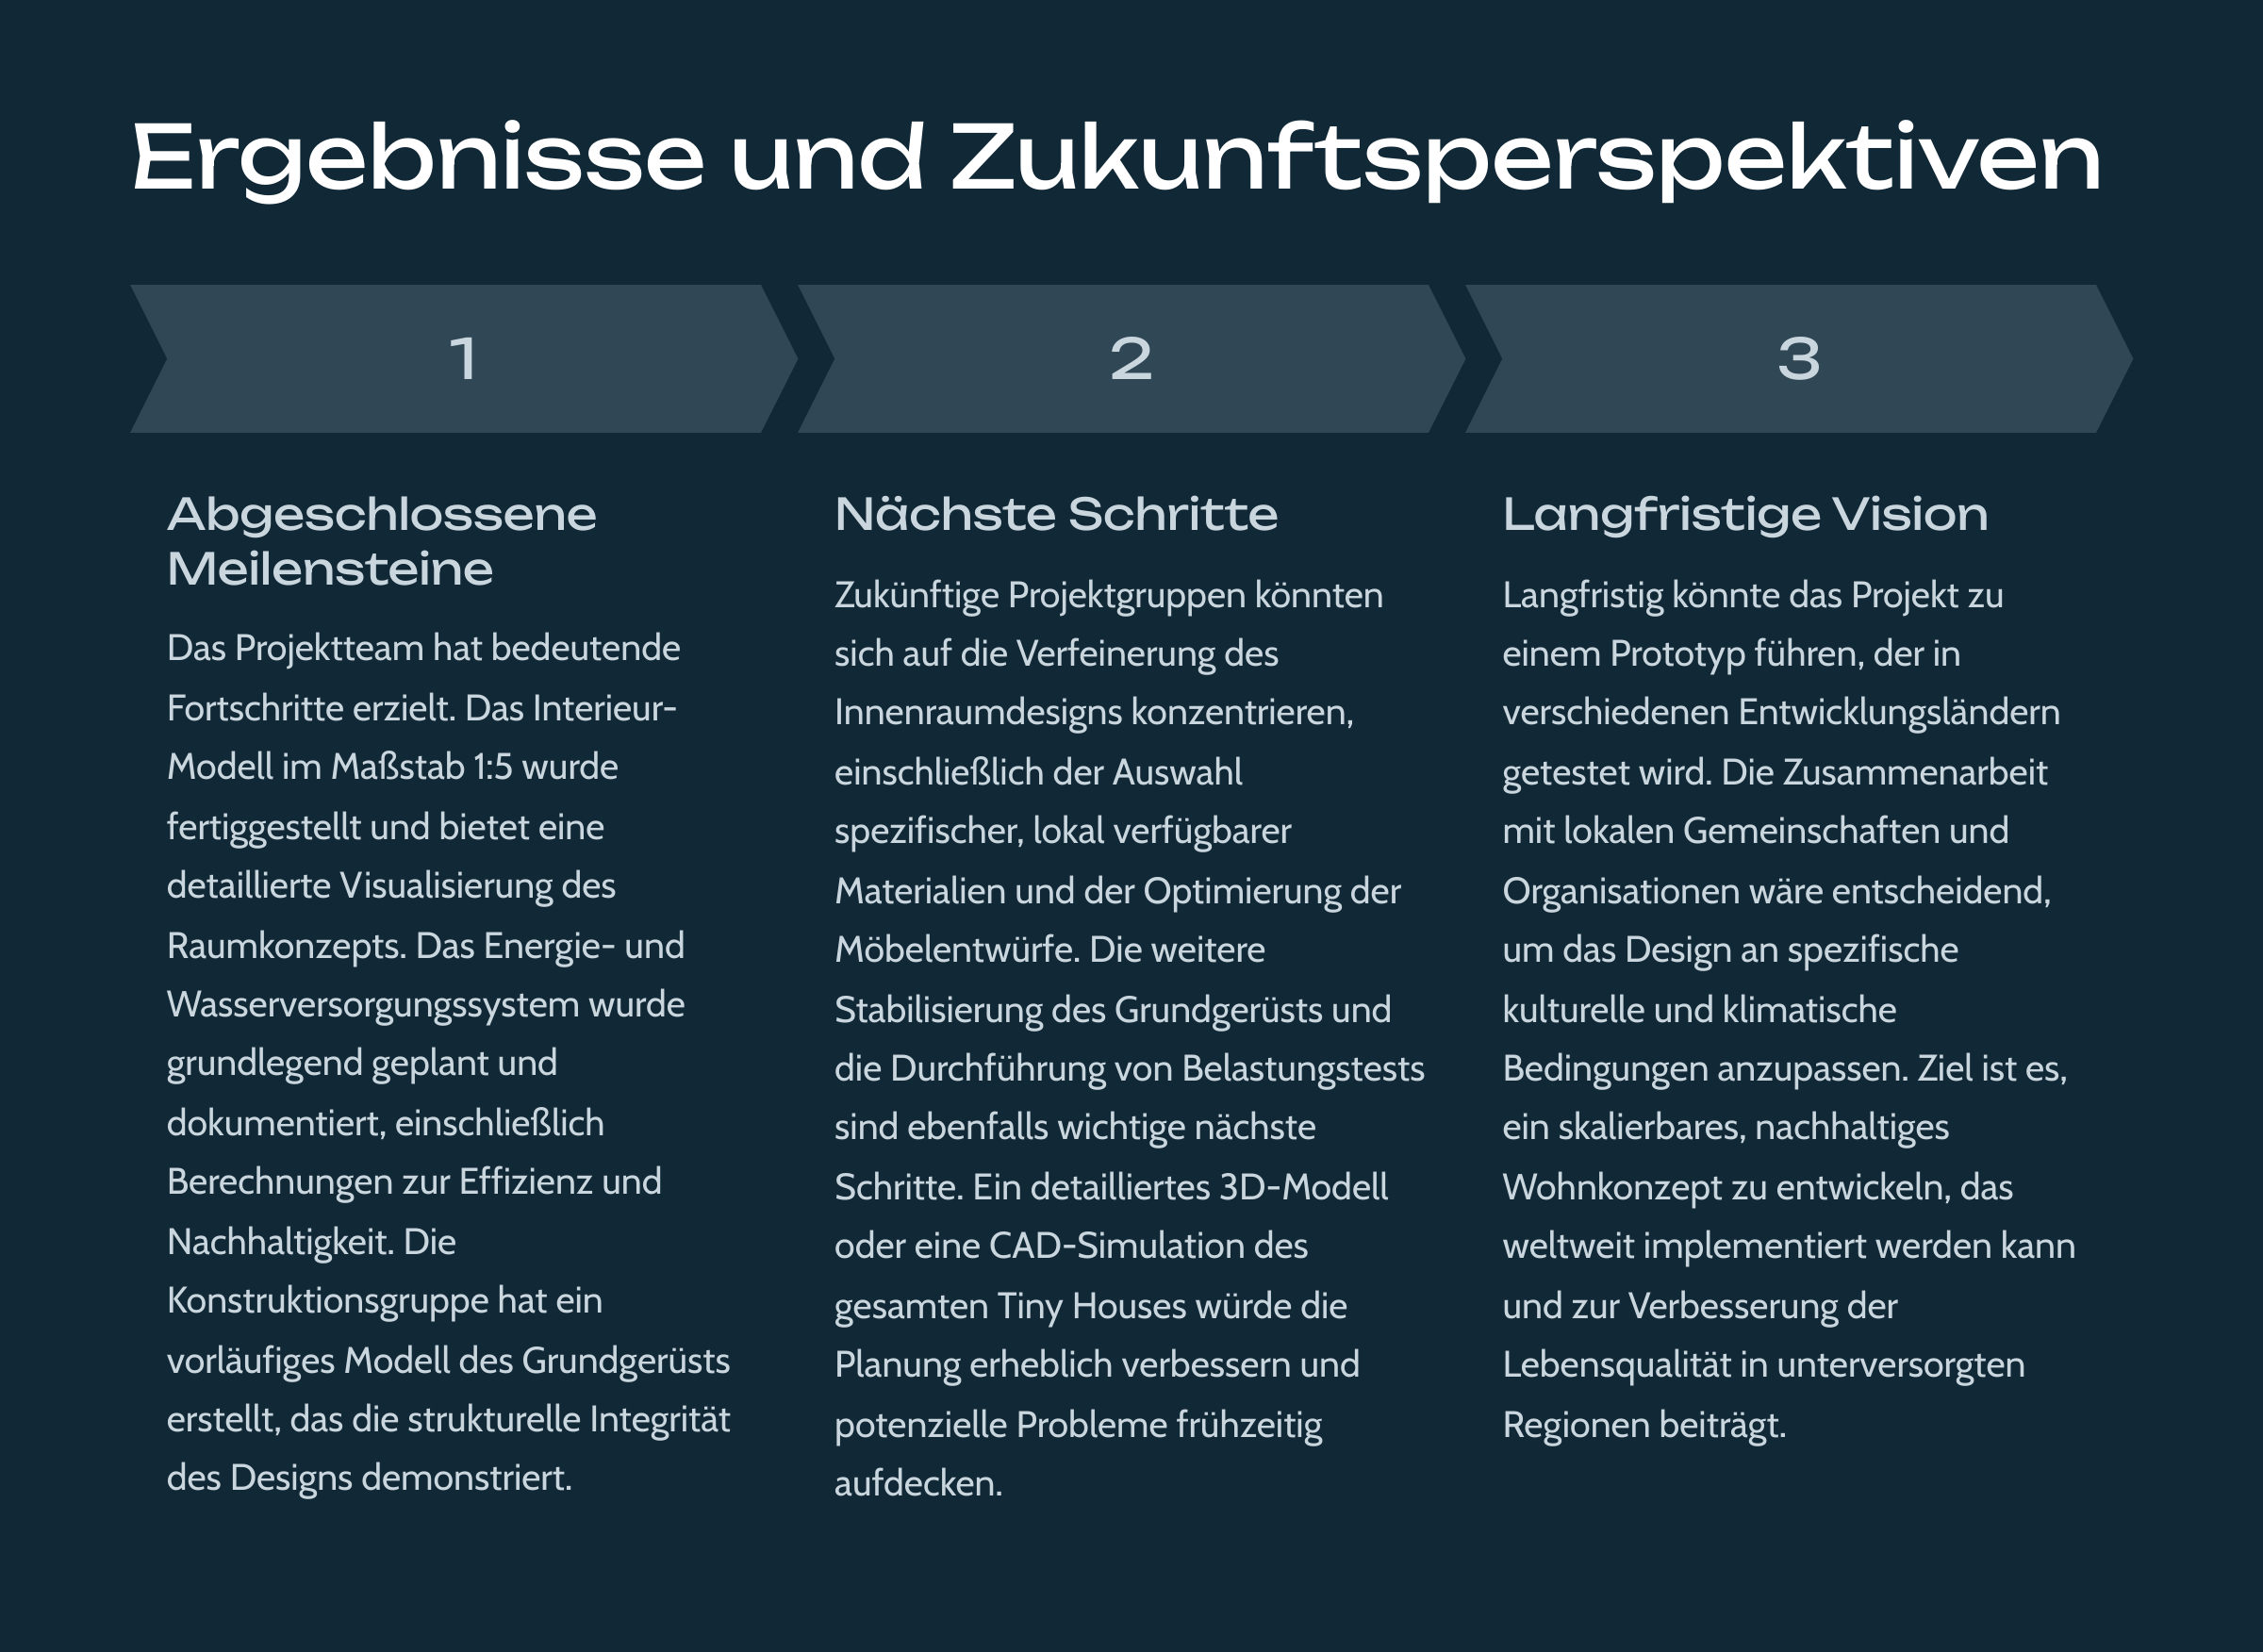 Ergebnisse und Zukunftsperspektiven
1
2
3
Abgeschlossene
Meilensteine
Das Projektteam hat bedeutende
Fortschritte erzielt. Das Interieur-
Modell im Maßstab 1:5 wurde
fertiggestellt und bietet eine
detaillierte Visualisierung des
Raumkonzepts. Das Energie- und
Wasserversorgungssystem wurde
grundlegend geplant und
dokumentiert, einschließlich
Berechnungen zur Effizienz und
Nachhaltigkeit. Die
Konstruktionsgruppe hat ein
vorläufiges Modell des Grundgerüsts
erstellt, das die strukturelle Integrität
des Designs demonstriert.
Nächste Schritte
Zukünftige Projektgruppen könnten
sich auf die Verfeinerung des
Innenraumdesigns konzentrieren,
einschließlich der Auswahl
spezifischer, lokal verfügbarer
Materialien und der Optimierung der
Möbelentwürfe. Die weitere
Stabilisierung des Grundgerüsts und
die Durchführung von Belastungstests
sind ebenfalls wichtige nächste
Schritte. Ein detailliertes 3D-Modell
oder eine CAD-Simulation des
gesamten Tiny Houses würde die
Planung erheblich verbessern und
potenzielle Probleme frühzeitig
aufdecken.
Langfristige Vision
Langfristig könnte das Projekt zu
einem Prototyp führen, der in
verschiedenen Entwicklungsländern
getestet wird. Die Zusammenarbeit
mit lokalen Gemeinschaften und
Organisationen wäre entscheidend,
um das Design an spezifische
kulturelle und klimatische
Bedingungen anzupassen. Ziel ist es,
ein skalierbares, nachhaltiges
Wohnkonzept zu entwickeln, das
weltweit implementiert werden kann
und zur Verbesserung der
Lebensqualität in unterversorgten
Regionen beiträgt.